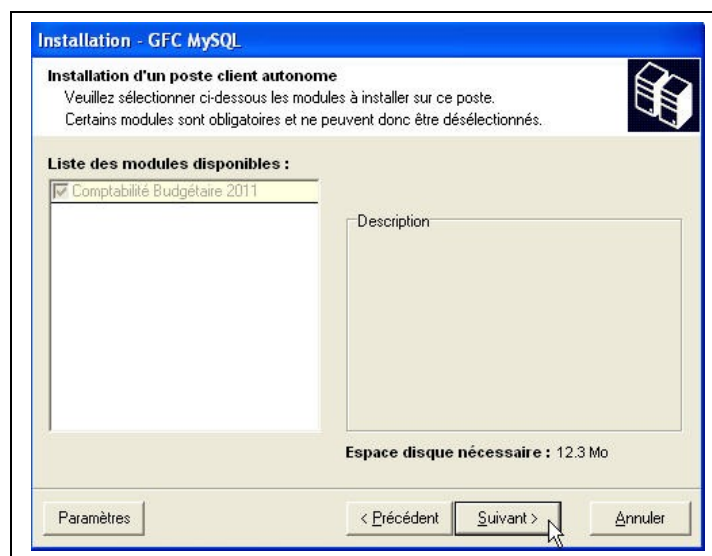 Installation - GFC MySQL
Installation d'un poste client autonome
Veuillez sélectionner ci-dessous les modules à installer sur ce poste.
Certains modules sont obligatoires et ne peuvent donc être désélectionnés.
Liste des modules disponibles :
Comptabilité Budgétaire 2011
Description
Espace disque nécessaire : 12.3 Mo
Paramètres
< Précédent
Suivant >
Annuler